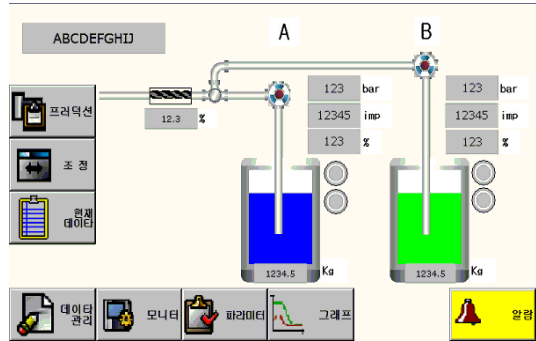 ABCDEFGHIJ
A
B
프러덕션
조 정
현재
데이타
12.3 %
123 bar
12345 imp
123 %
123 bar
12345 imp
123 %
1234.5 Kg
1234.5 Kg
데이타
관리
모니터
파라미터
그래프
알람